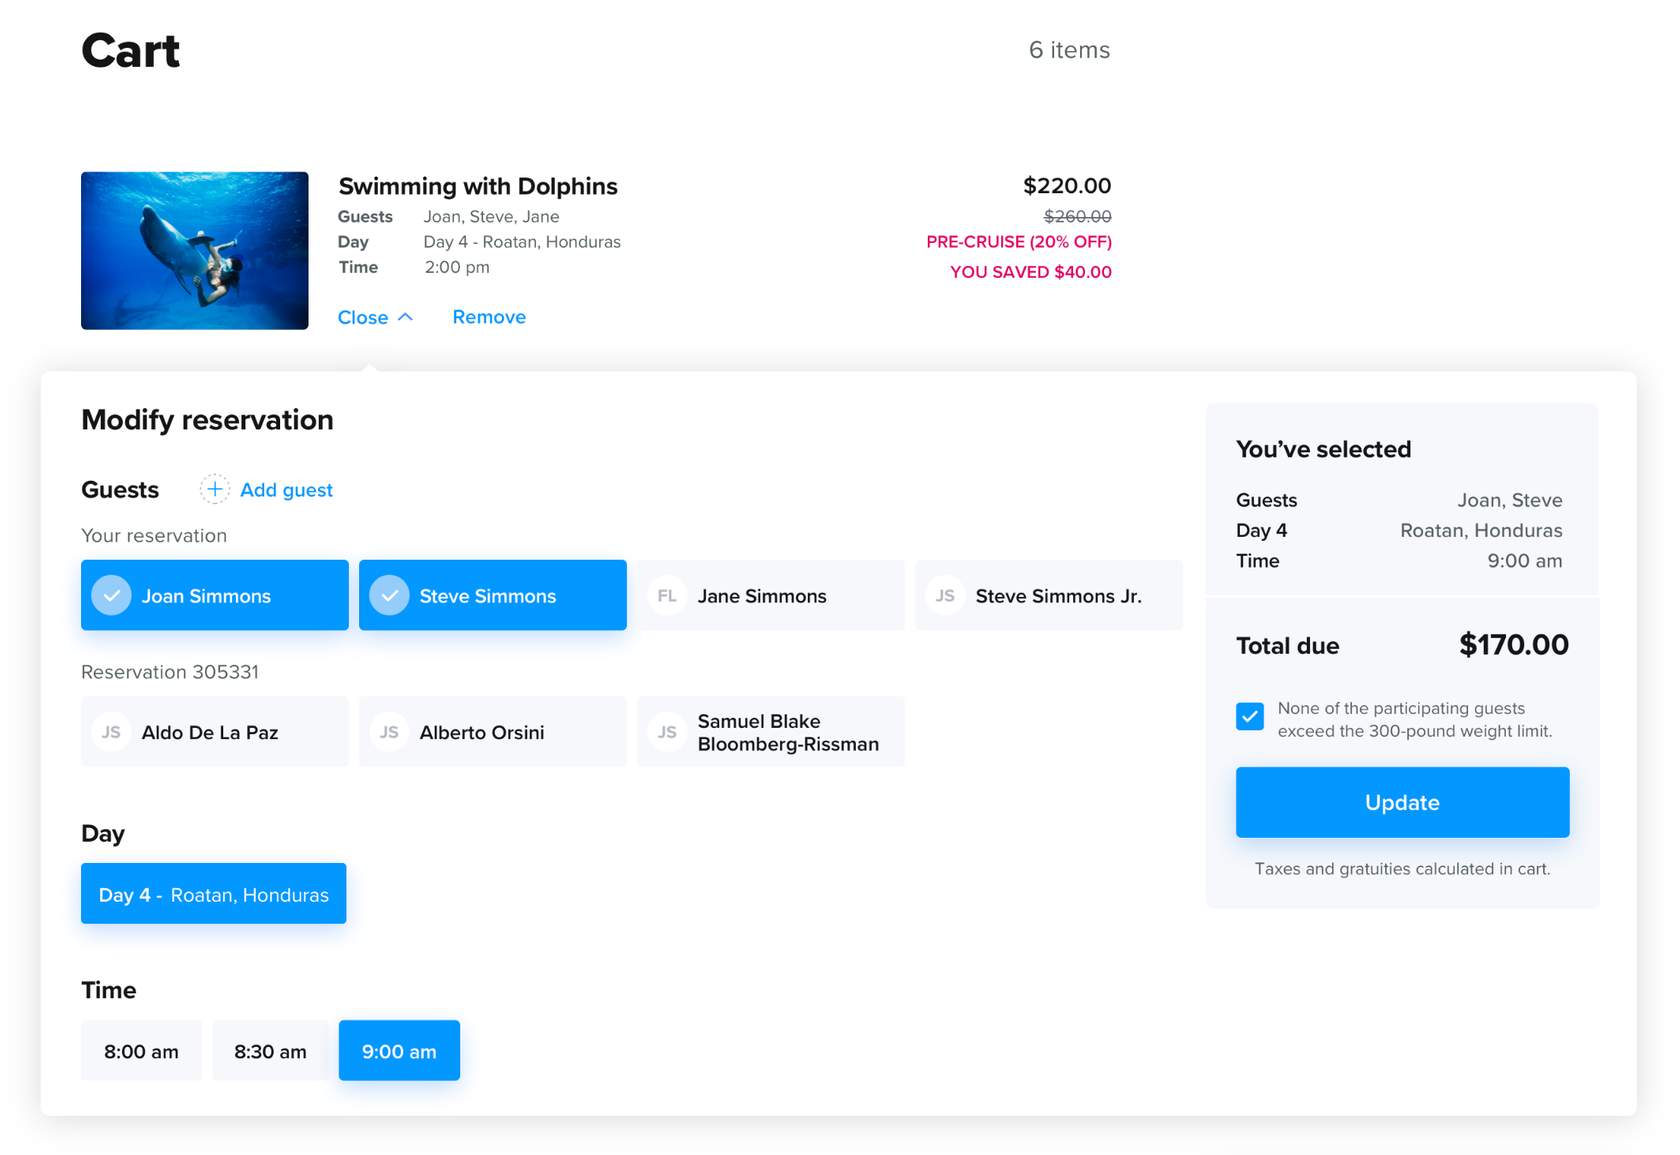 Cart
6 items
Swimming with Dolphins
$220.00
Guests Joan, Steve, Jane
$260.00
Day Day 4 - Roatan, Honduras
PRE-CRUISE (20% OFF)
Time 2:00 pm
YOU SAVED $40.00
Close Remove
Modify reservation
Guests Add guest
Your reservation
Joan Simmons
Steve Simmons
FL Jane Simmons
JS Steve Simmons Jr.
Reservation 305331
JS Aldo De La Paz
JS Alberto Orsini
JS Samuel Blake
Bloomberg-Rissman
Day
Day 4 - Roatan, Honduras
Time
8:00 am
8:30 am
9:00 am
You’ve selected
Guests Joan, Steve
Day 4 Roatan, Honduras
Time 9:00 am
Total due $170.00
None of the participating guests
exceed the 300-pound weight limit.
Update
Taxes and gratuities calculated in cart.